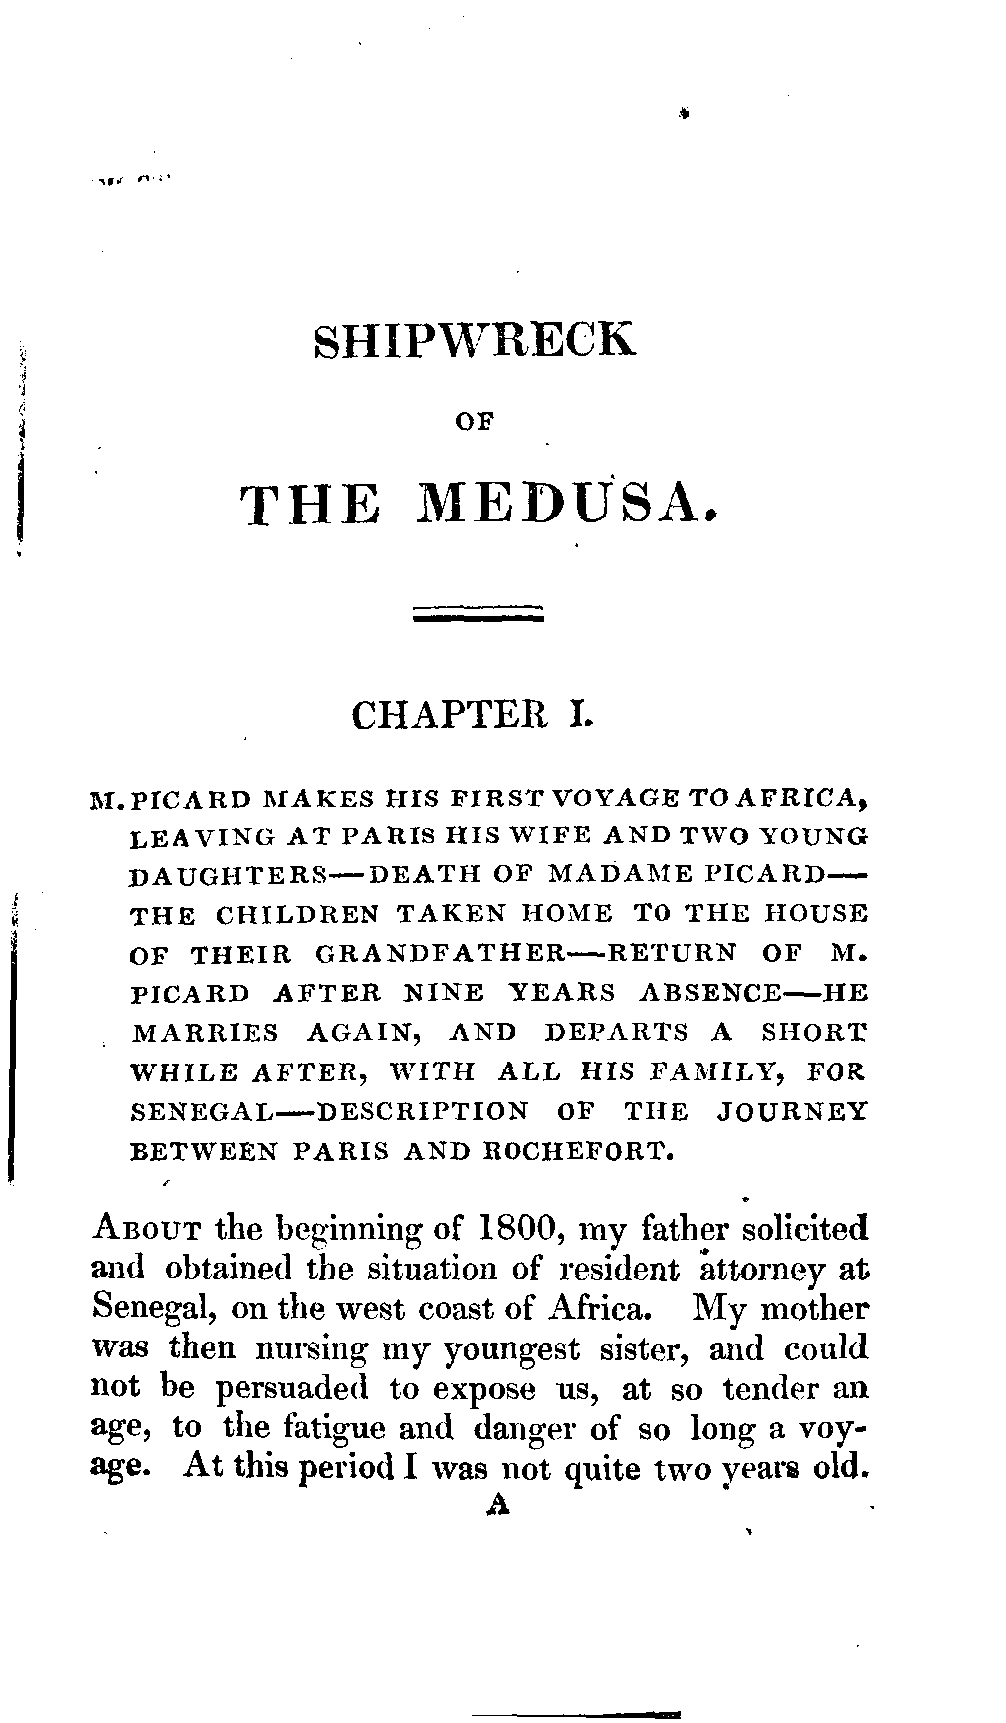 SHIPWRECK
OF
THE MEDUSA.
CHAPTER I.
M. PICARD MAKES HIS FIRST VOYAGE TO AFRICA,
LEAVING AT PARIS HIS WIFE AND TWO YOUNG
DAUGHTERS—DEATH OF MADAME PICARD—
THE CHILDREN TAKEN HOME TO THE HOUSE
OF THEIR GRANDFATHER—RETURN OF M.
PICARD AFTER NINE YEARS ABSENCE—HE
MARRIES AGAIN, AND DEPARTS A SHORT
WHILE AFTER, WITH ALL HIS FAMILY, FOR
SENEGAL—DESCRIPTION OF THE JOURNEY
BETWEEN PARIS AND ROCHEFORT.
ABOUT the beginning of 1800, my father solicited
and obtained the situation of resident attorney at
Senegal, on the west coast of Africa. My mother
was then nursing my youngest sister, and could
not be persuaded to expose us, at so tender an
age, to the fatigue and danger of so long a voy-
age. At this period I was not quite two years old.
A